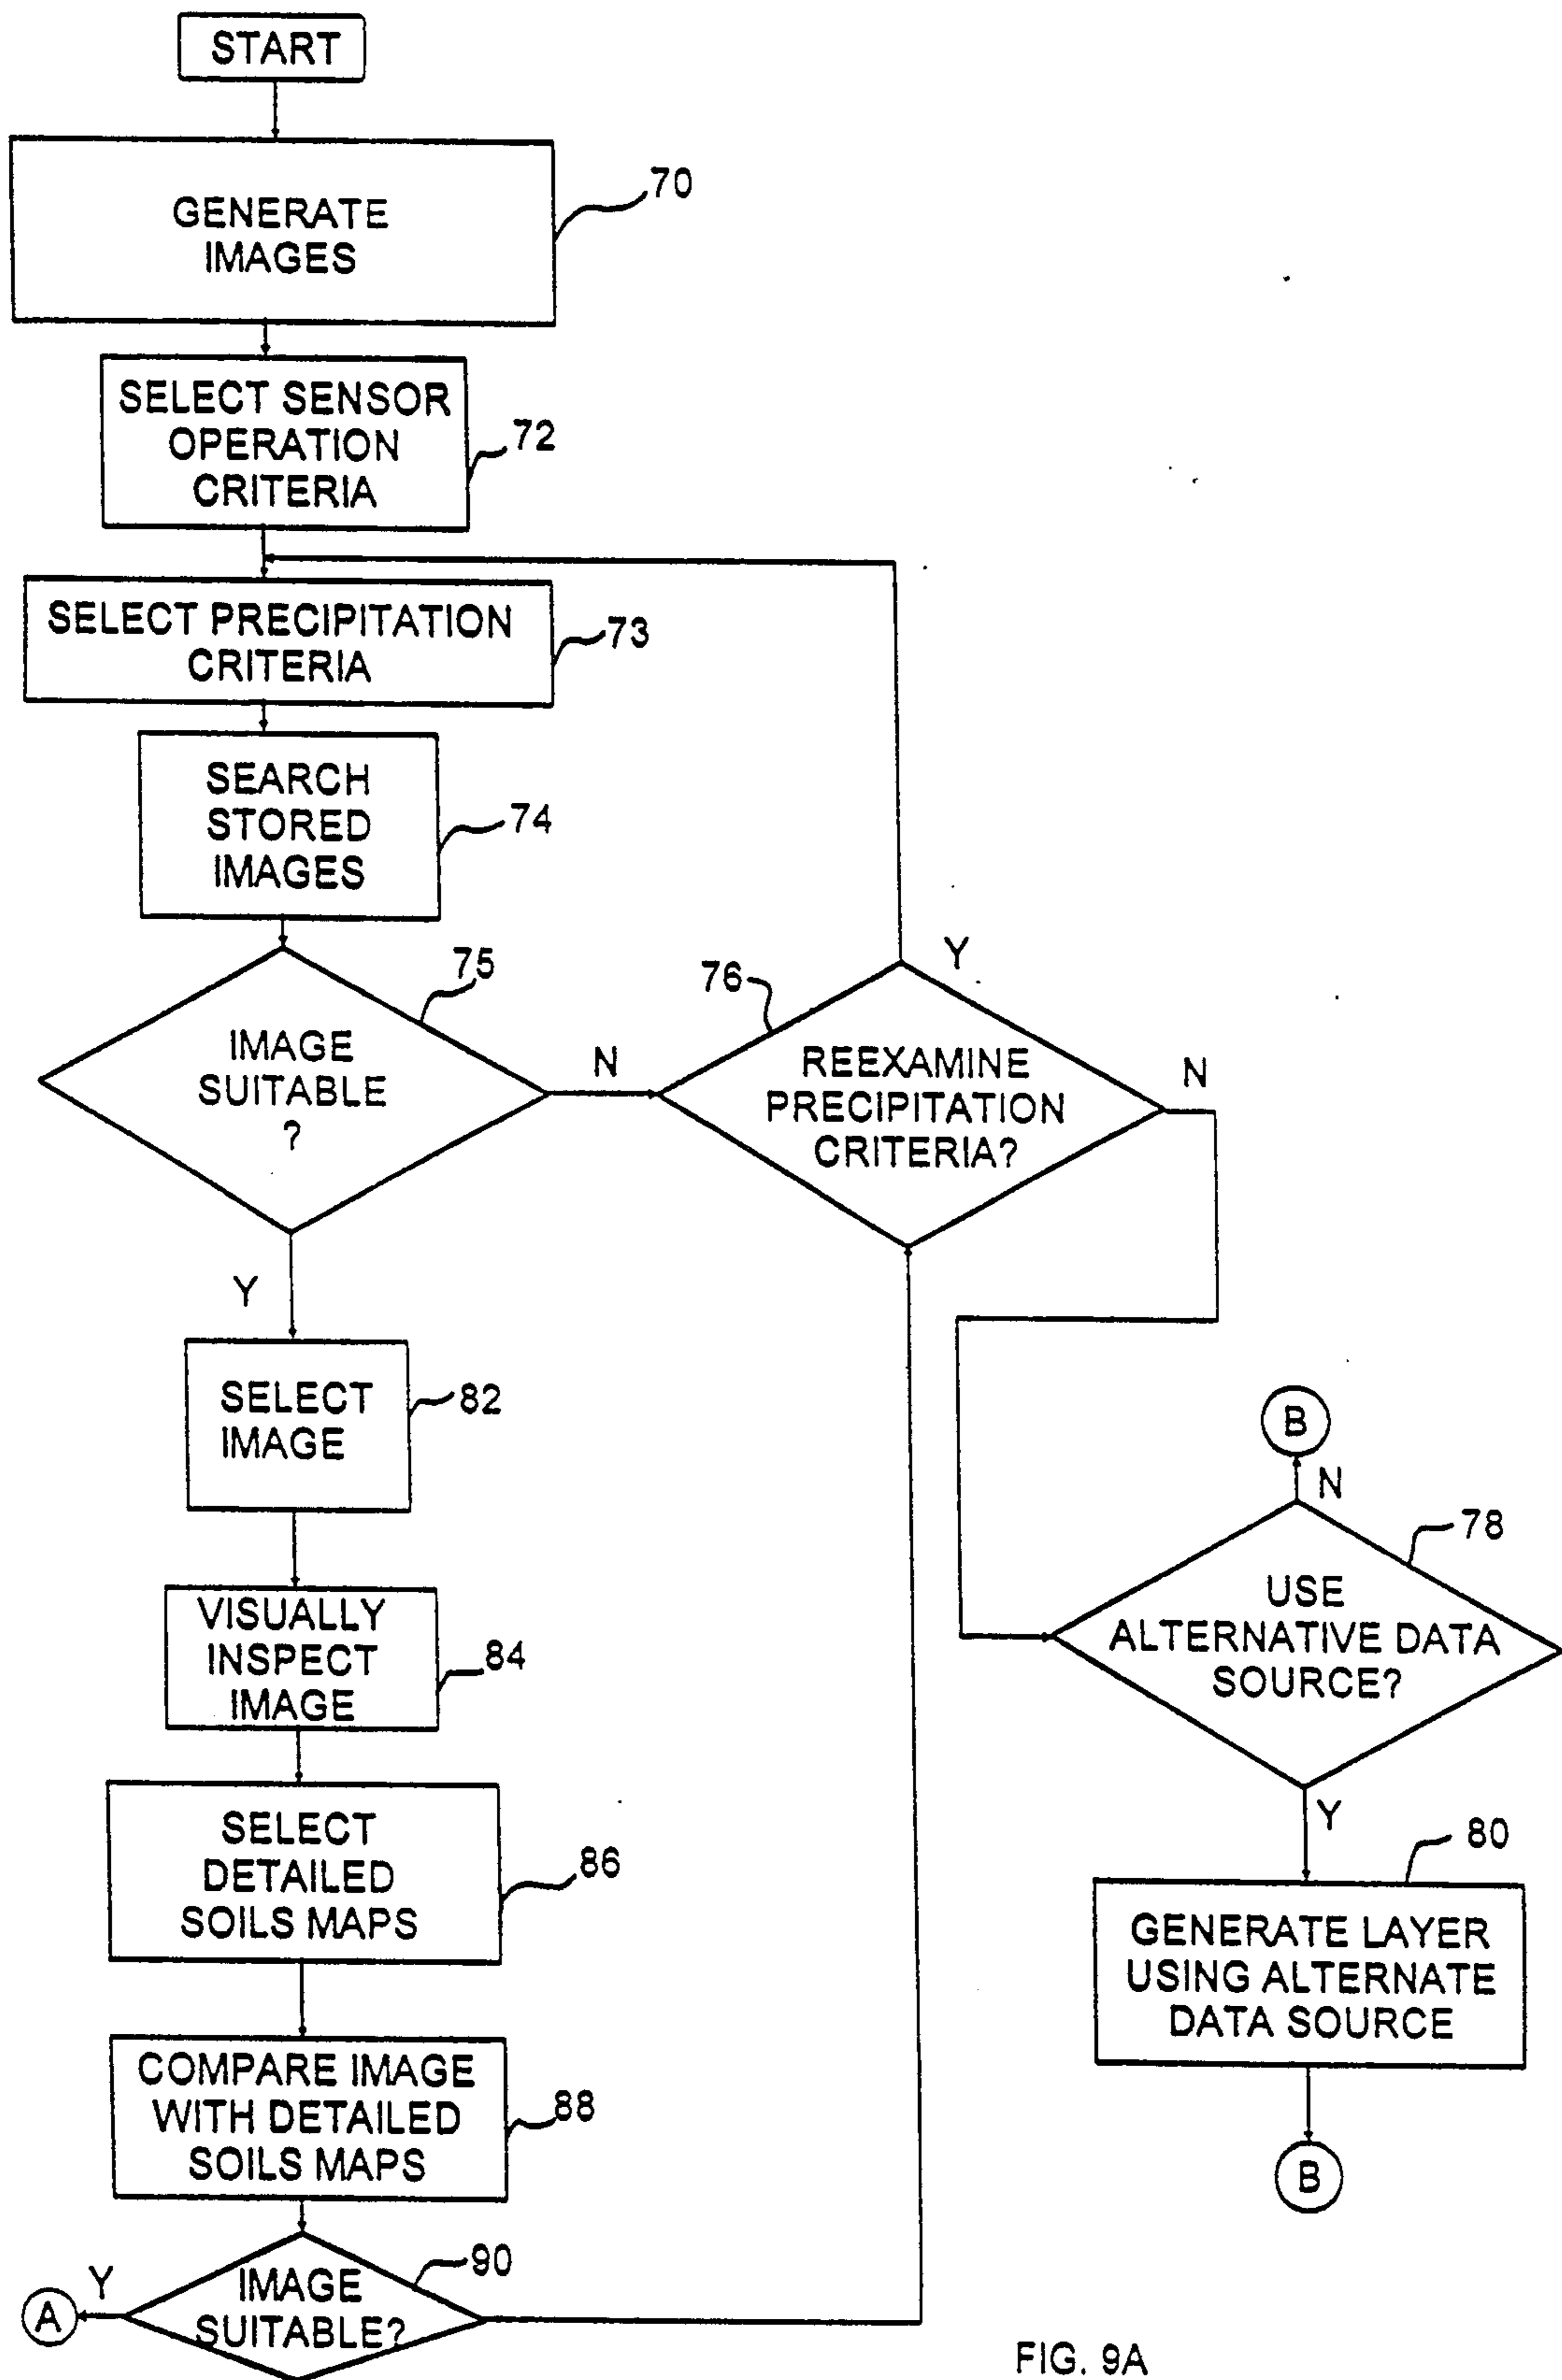 START
GENERATE
IMAGES
70
SELECT SENSOR
OPERATION
CRITERIA
72
SELECT PRECIPITATION
CRITERIA
73
SEARCH
STORED
IMAGES
74
IMAGE
SUITABLE
?
75
N
Y
REEXAMINE
PRECIPITATION
CRITERIA?
76
Y
N
SELECT
IMAGE
82
VISUALLY
INSPECT
IMAGE
84
SELECT
DETAILED
SOILS MAPS
86
COMPARE IMAGE
WITH DETAILED
SOILS MAPS
88
IMAGE
SUITABLE?
90
Y
A
B
N
USE
ALTERNATIVE DATA
SOURCE?
78
Y
GENERATE LAYER
USING ALTERNATE
DATA SOURCE
80
B
FIG. 9A